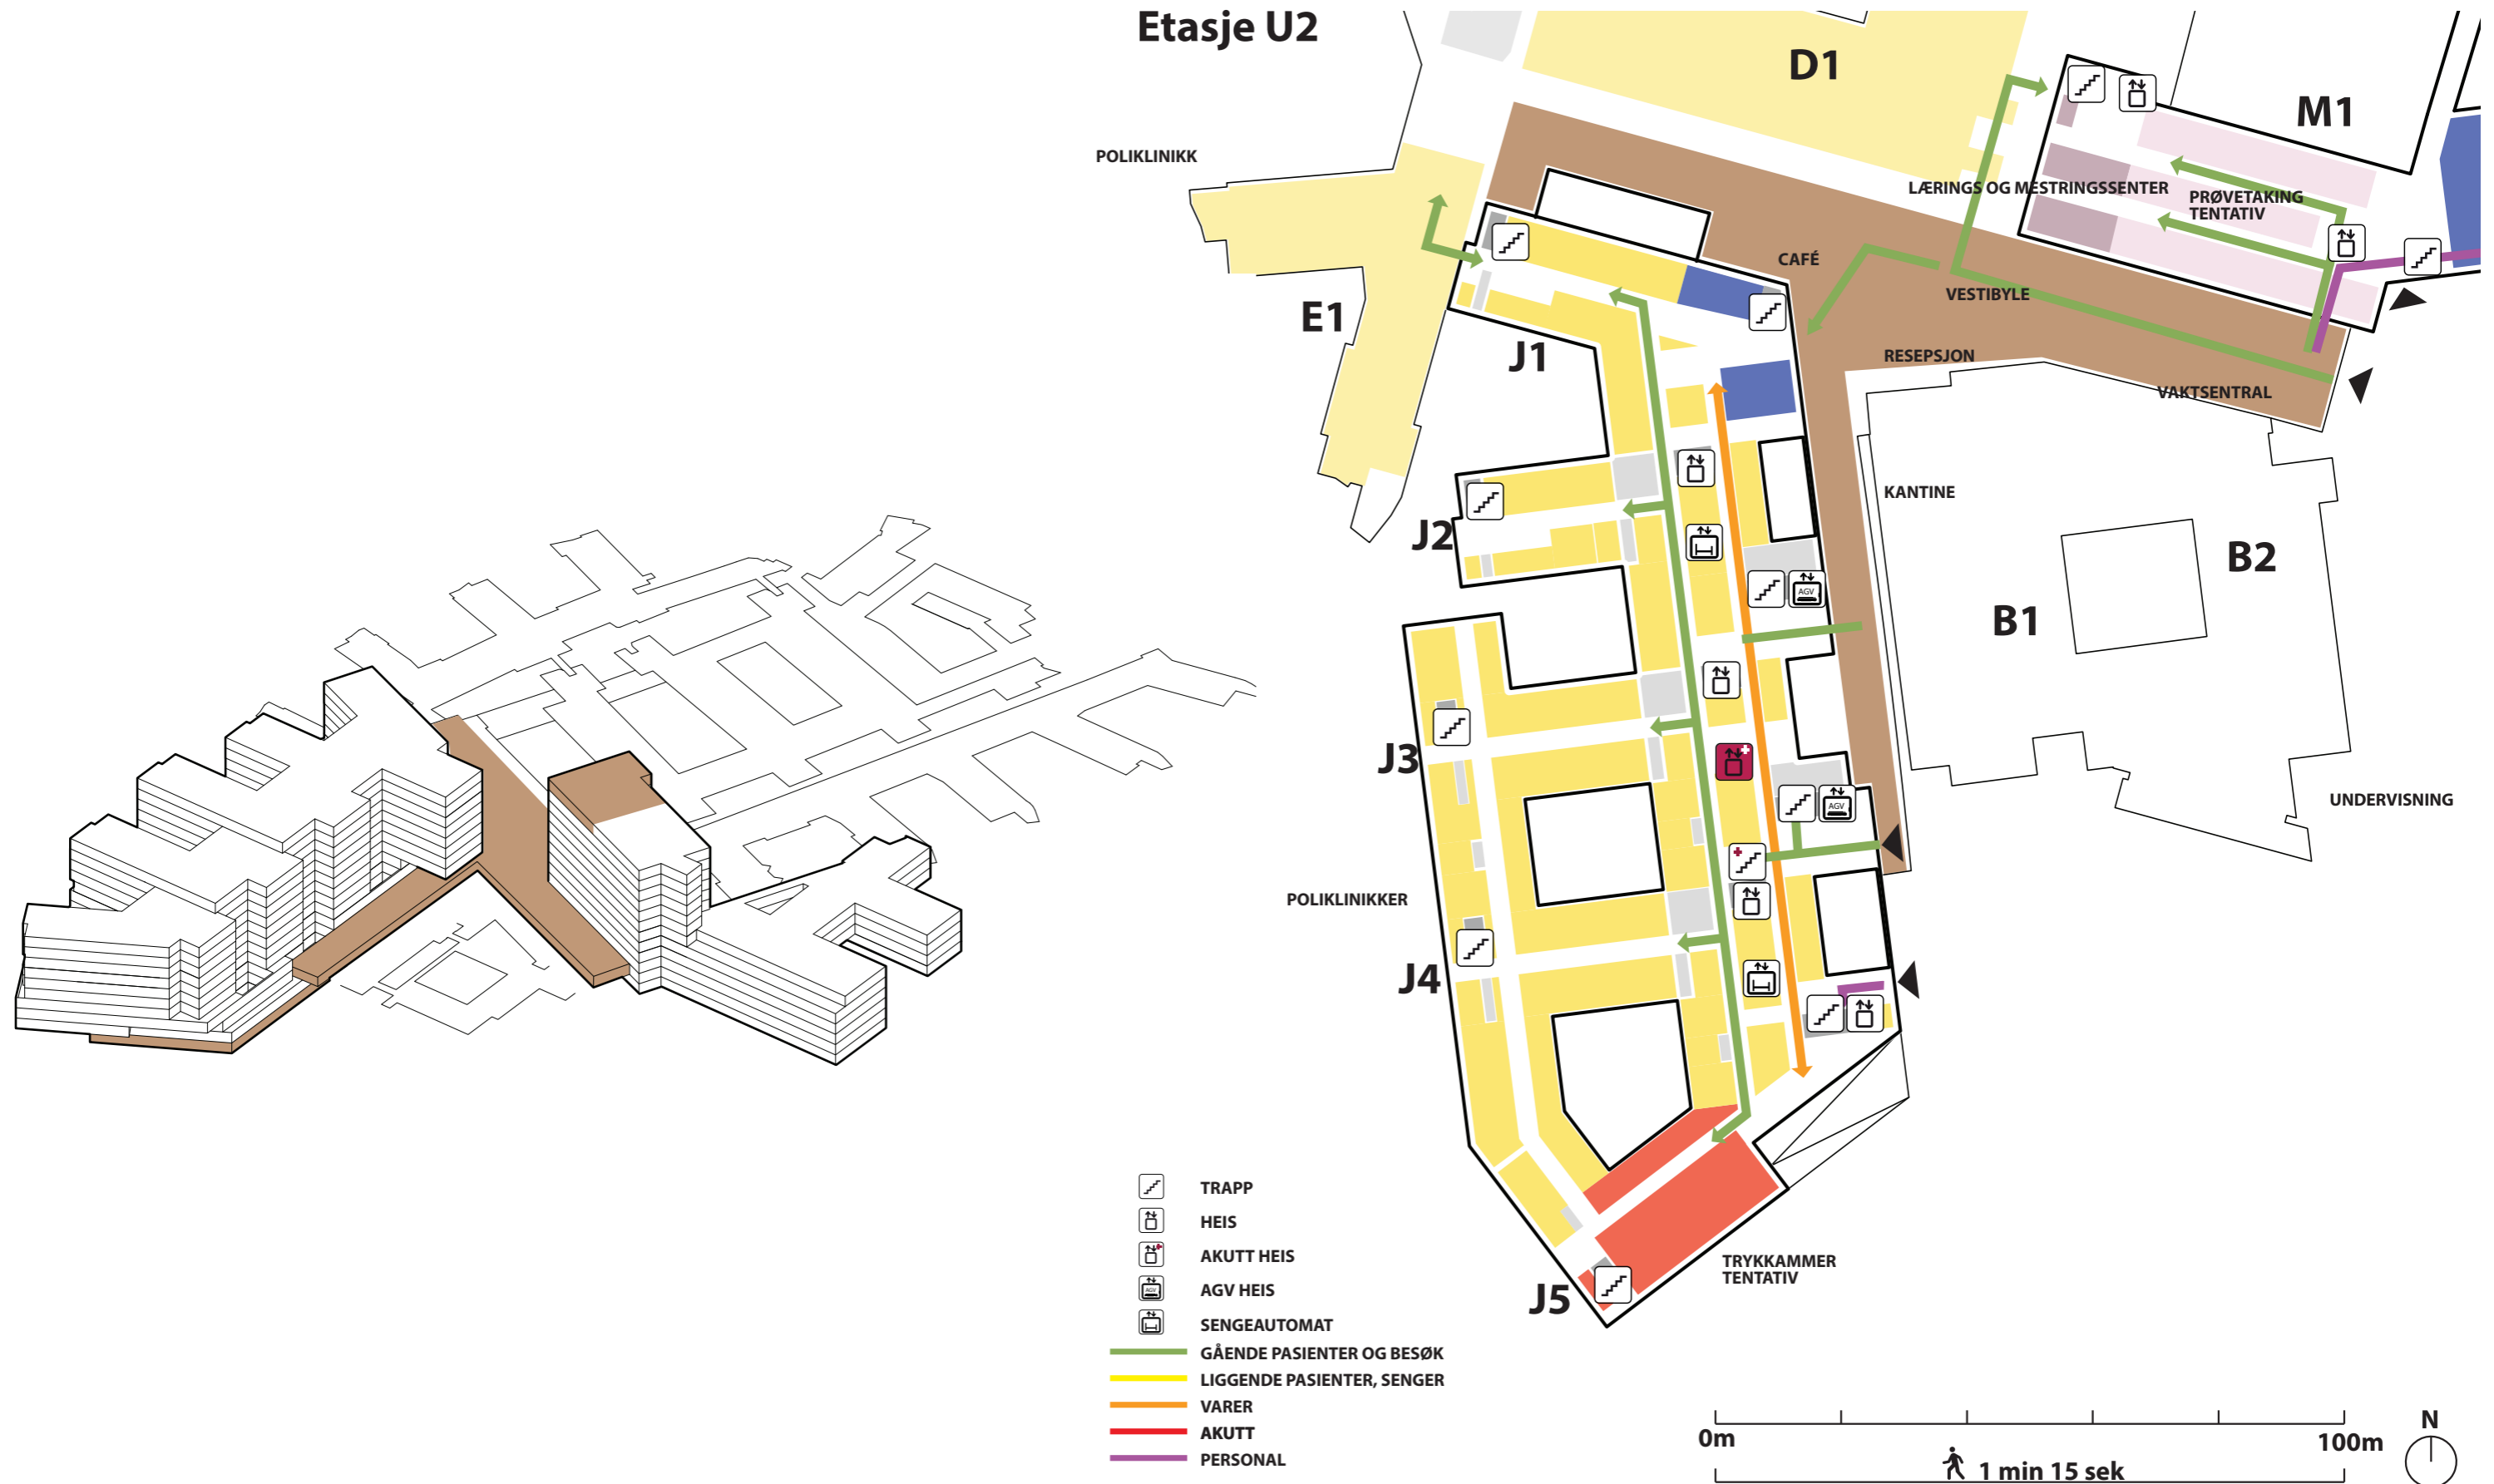 Etasje U2
D1
M1
POLIKLINIKK
LÆRINGS OG MESTRINGSSENTER
PRØVETAKING
TENTATIV
CAFÉ
VESTIBYLE
E1
J1
RESEPSJON
VAKTSENTRAL
KANTINE
J2
B2
AGV
B1
J3
AGV
UNDERVISNING
POLIKLINIKKER
J4
TRYKKAMMER
TENTATIV
J5
TRAPP
HEIS
AKUTT HEIS
AGV
AGV HEIS
SENGEAUTOMAT
GÅENDE PASIENTER OG BESØK
LIGGENDE PASIENTER, SENGER
VARER
AKUTT
PERSONAL
0m
100m
N
1 min 15 sek